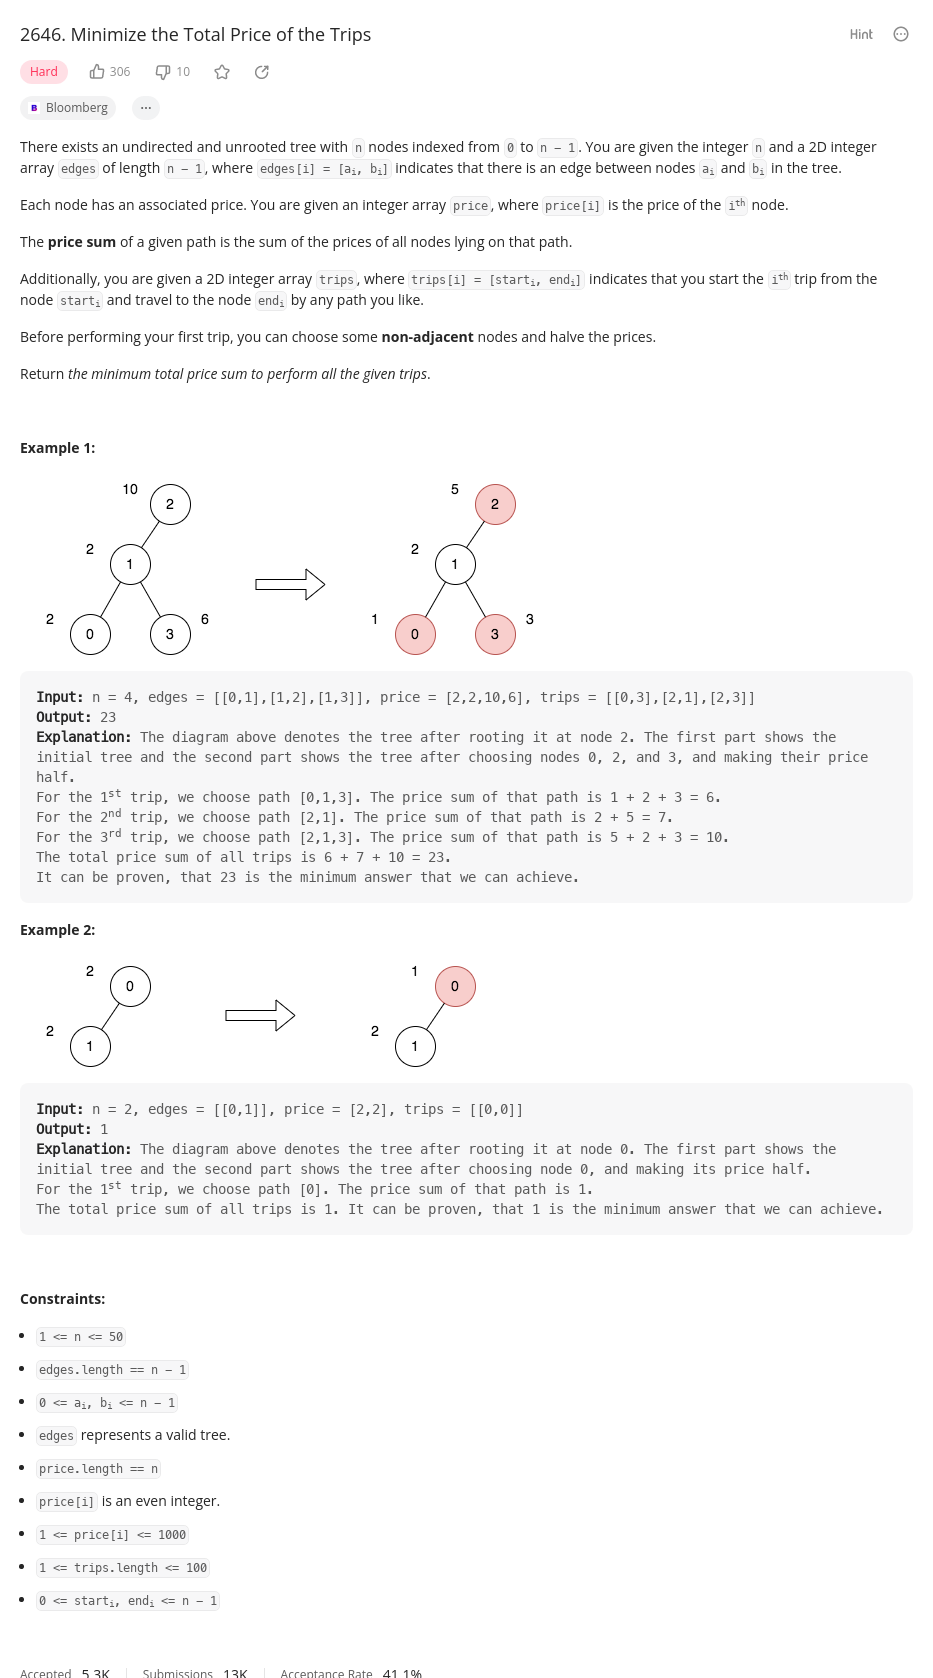 2646. Minimize the Total Price of the Trips
Hint
Hard 306 10
B Bloomberg ...
There exists an undirected and unrooted tree with n nodes indexed from 0 to n - 1. You are given the integer n and a 2D integer
array edges of length n - 1, where edges[i] = [aᵢ, bᵢ] indicates that there is an edge between nodes aᵢ and bᵢ in the tree.
Each node has an associated price. You are given an integer array price, where price[i] is the price of the iᵗʰ node.
The price sum of a given path is the sum of the prices of all nodes lying on that path.
Additionally, you are given a 2D integer array trips, where trips[i] = [startᵢ, endᵢ] indicates that you start the iᵗʰ trip from the
node startᵢ and travel to the node endᵢ by any path you like.
Before performing your first trip, you can choose some non-adjacent nodes and halve the prices.
Return the minimum total price sum to perform all the given trips.
Example 1:
10 2 5 2
2 1 2 1
2 0 3 6 1 0 3 3
Input: n = 4, edges = [[0,1],[1,2],[1,3]], price = [2,2,10,6], trips = [[0,3],[2,1],[2,3]]
Output: 23
Explanation: The diagram above denotes the tree after rooting it at node 2. The first part shows the
initial tree and the second part shows the tree after choosing nodes 0, 2, and 3, and making their price
half.
For the 1ˢᵗ trip, we choose path [0,1,3]. The price sum of that path is 1 + 2 + 3 = 6.
For the 2ⁿᵈ trip, we choose path [2,1]. The price sum of that path is 2 + 5 = 7.
For the 3ʳᵈ trip, we choose path [2,1,3]. The price sum of that path is 5 + 2 + 3 = 10.
The total price sum of all trips is 6 + 7 + 10 = 23.
It can be proven, that 23 is the minimum answer that we can achieve.
Example 2:
2 0 1 0
2 1 2 1
Input: n = 2, edges = [[0,1]], price = [2,2], trips = [[0,0]]
Output: 1
Explanation: The diagram above denotes the tree after rooting it at node 0. The first part shows the
initial tree and the second part shows the tree after choosing node 0, and making its price half.
For the 1ˢᵗ trip, we choose path [0]. The price sum of that path is 1.
The total price sum of all trips is 1. It can be proven, that 1 is the minimum answer that we can achieve.
Constraints:
1 <= n <= 50
edges.length == n - 1
0 <= aᵢ, bᵢ <= n - 1
edges represents a valid tree.
price.length == n
price[i] is an even integer.
1 <= price[i] <= 1000
1 <= trips.length <= 100
0 <= startᵢ, endᵢ <= n - 1
Accepted 5.3K Submissions 13K Acceptance Rate 41.1%